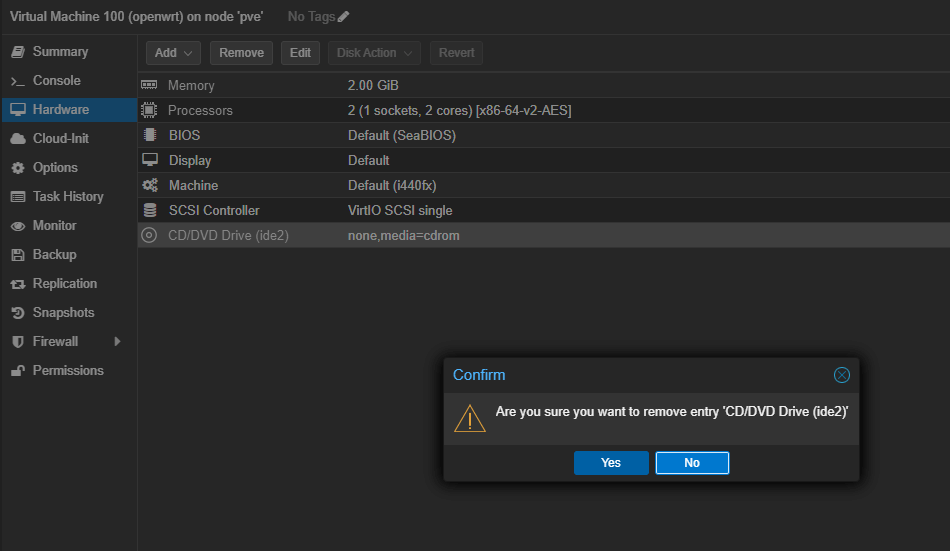 Virtual Machine 100 (openwrt) on node 'pve' No Tags
Summary
Console
Hardware
Cloud-Init
Options
Task History
Monitor
Backup
Replication
Snapshots
Firewall
Permissions
Add Remove Edit Disk Action Revert
Memory 2.00 GiB
Processors 2 (1 sockets, 2 cores) [x86-64-v2-AES]
BIOS Default (SeaBIOS)
Display Default
Machine Default (i440fx)
SCSI Controller VirtIO SCSI single
CD/DVD Drive (ide2) none,media=cdrom
Confirm
Are you sure you want to remove entry 'CD/DVD Drive (ide2)'
Yes No